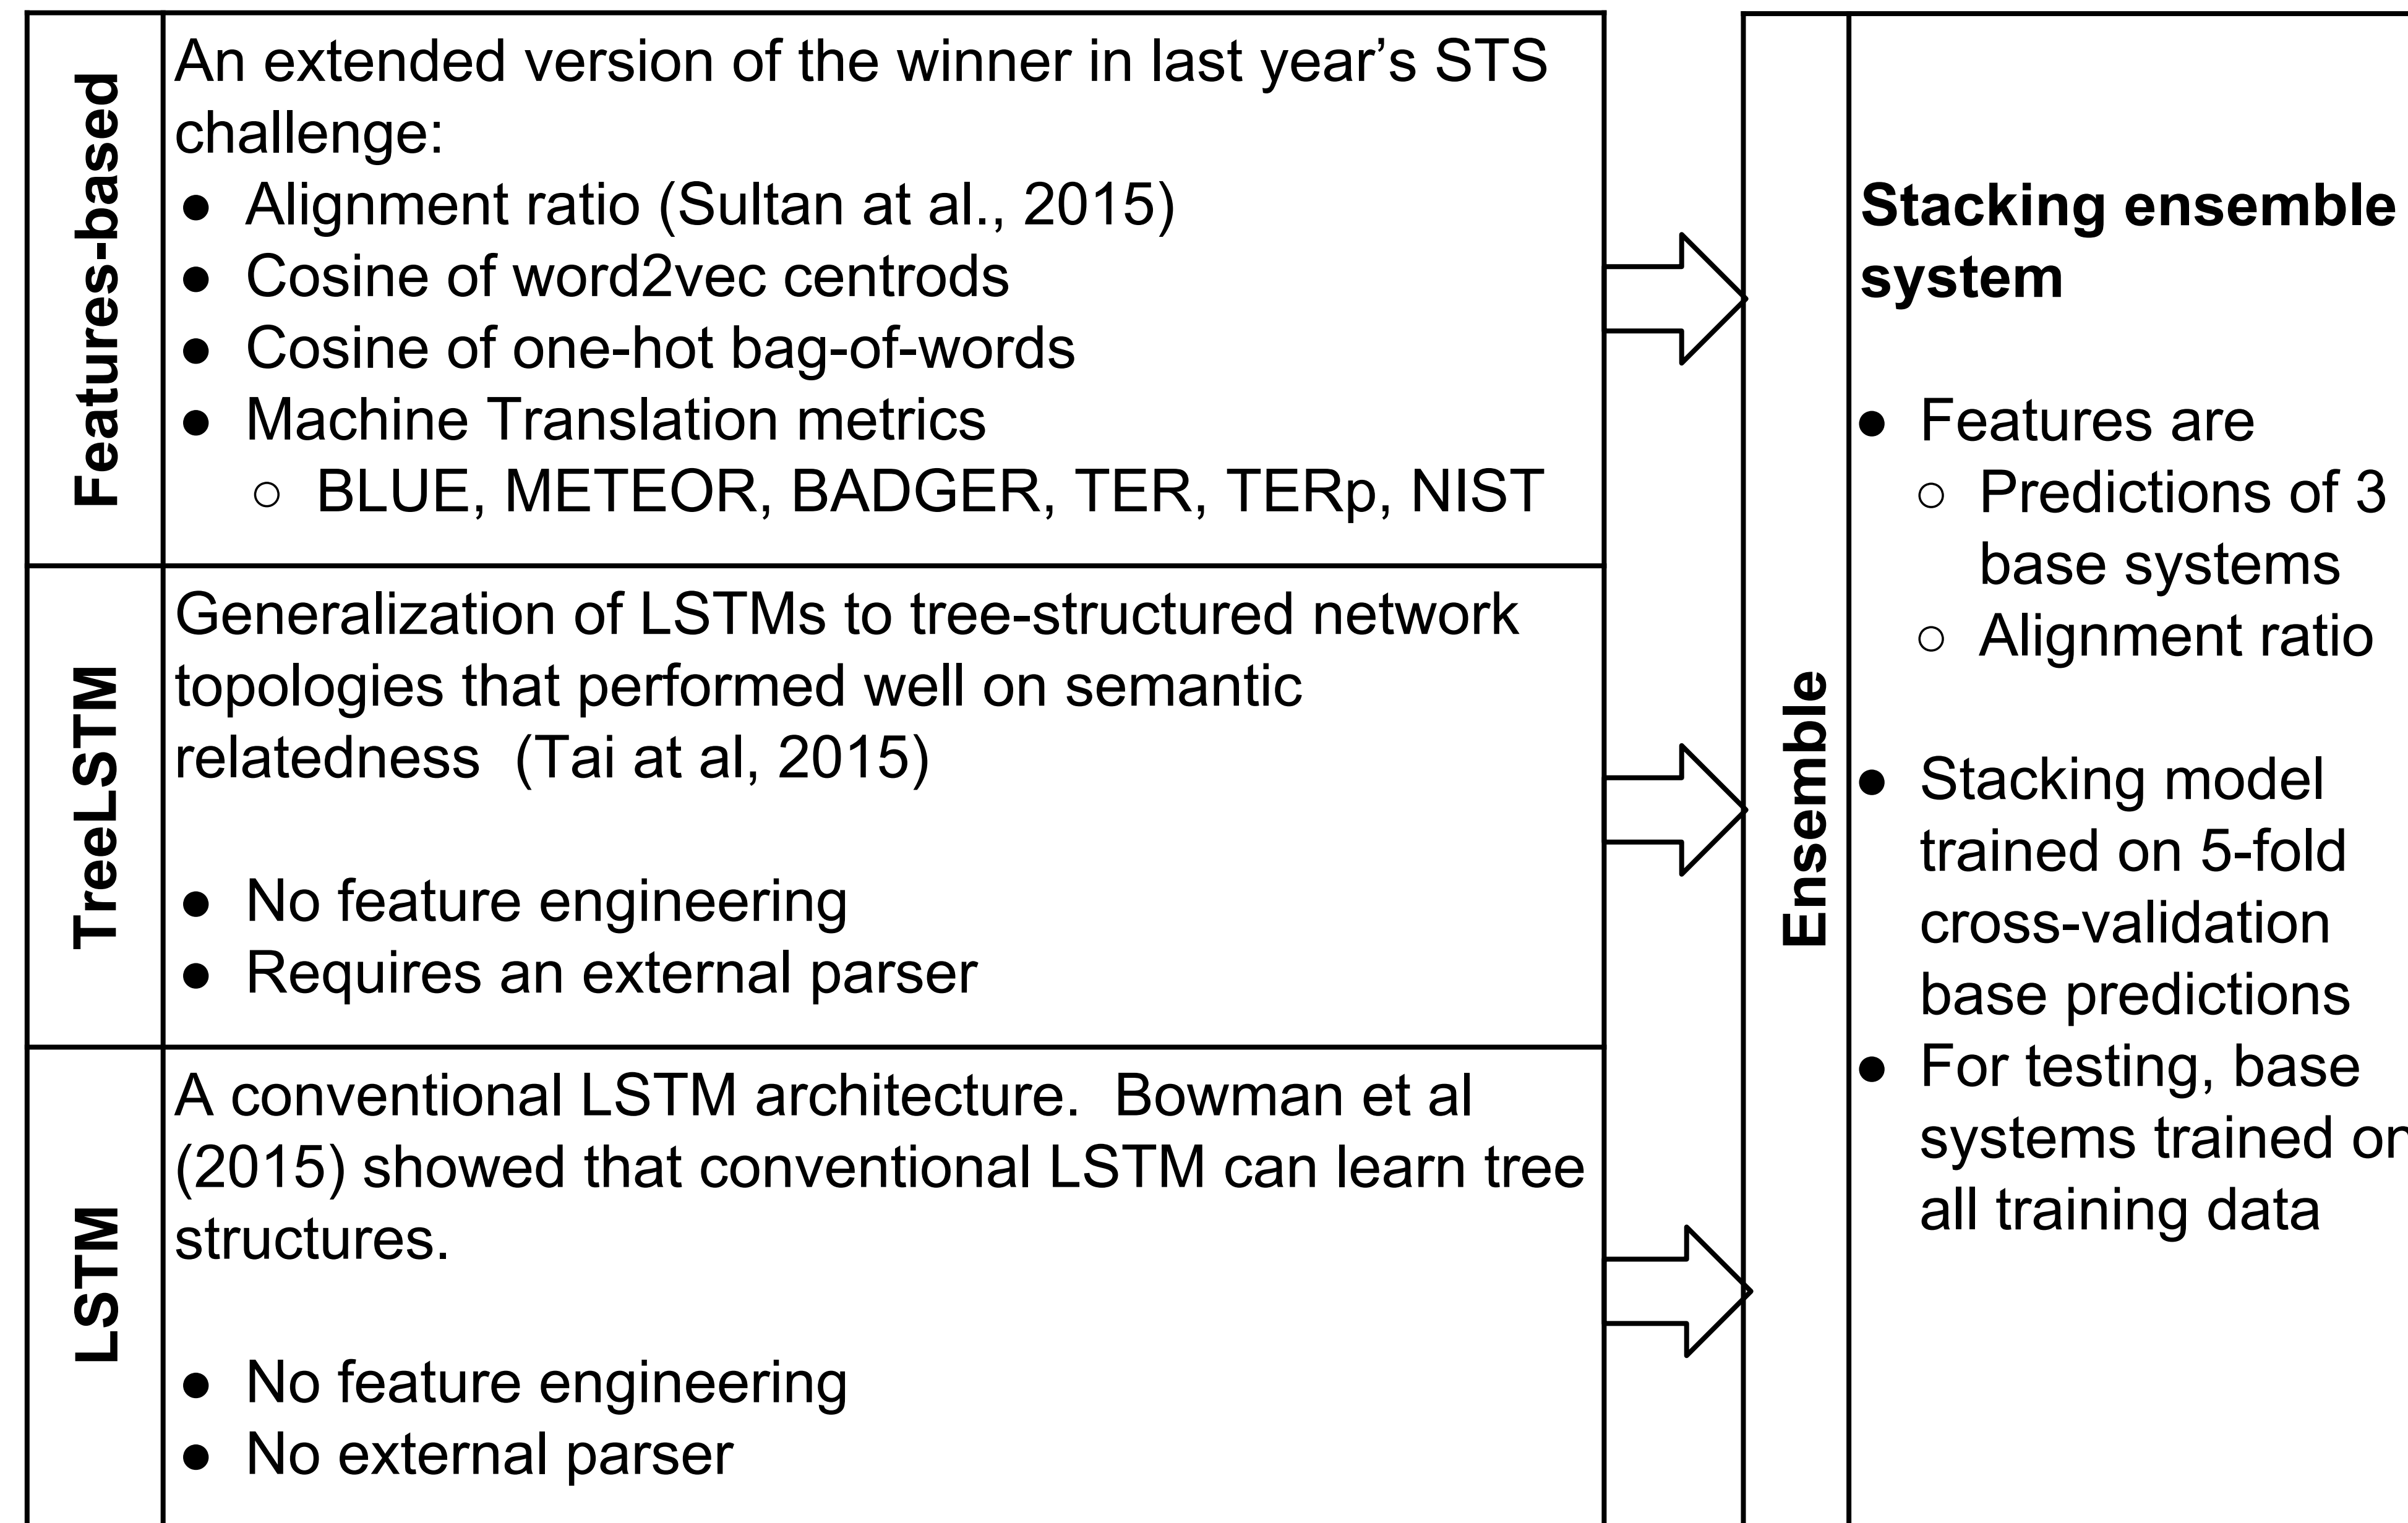 Features-based
An extended version of the winner in last year’s STS
challenge:
● Alignment ratio (Sultan at al., 2015)
● Cosine of word2vec centrods
● Cosine of one-hot bag-of-words
● Machine Translation metrics
○ BLUE, METEOR, BADGER, TER, TERp, NIST
TreeLSTM
Generalization of LSTMs to tree-structured network
topologies that performed well on semantic
relatedness (Tai at al, 2015)
● No feature engineering
● Requires an external parser
LSTM
A conventional LSTM architecture. Bowman et al
(2015) showed that conventional LSTM can learn tree
structures.
● No feature engineering
● No external parser
Ensemble
Stacking ensemble
system
● Features are
○ Predictions of 3
base systems
○ Alignment ratio
● Stacking model
trained on 5-fold
cross-validation
base predictions
● For testing, base
systems trained on
all training data